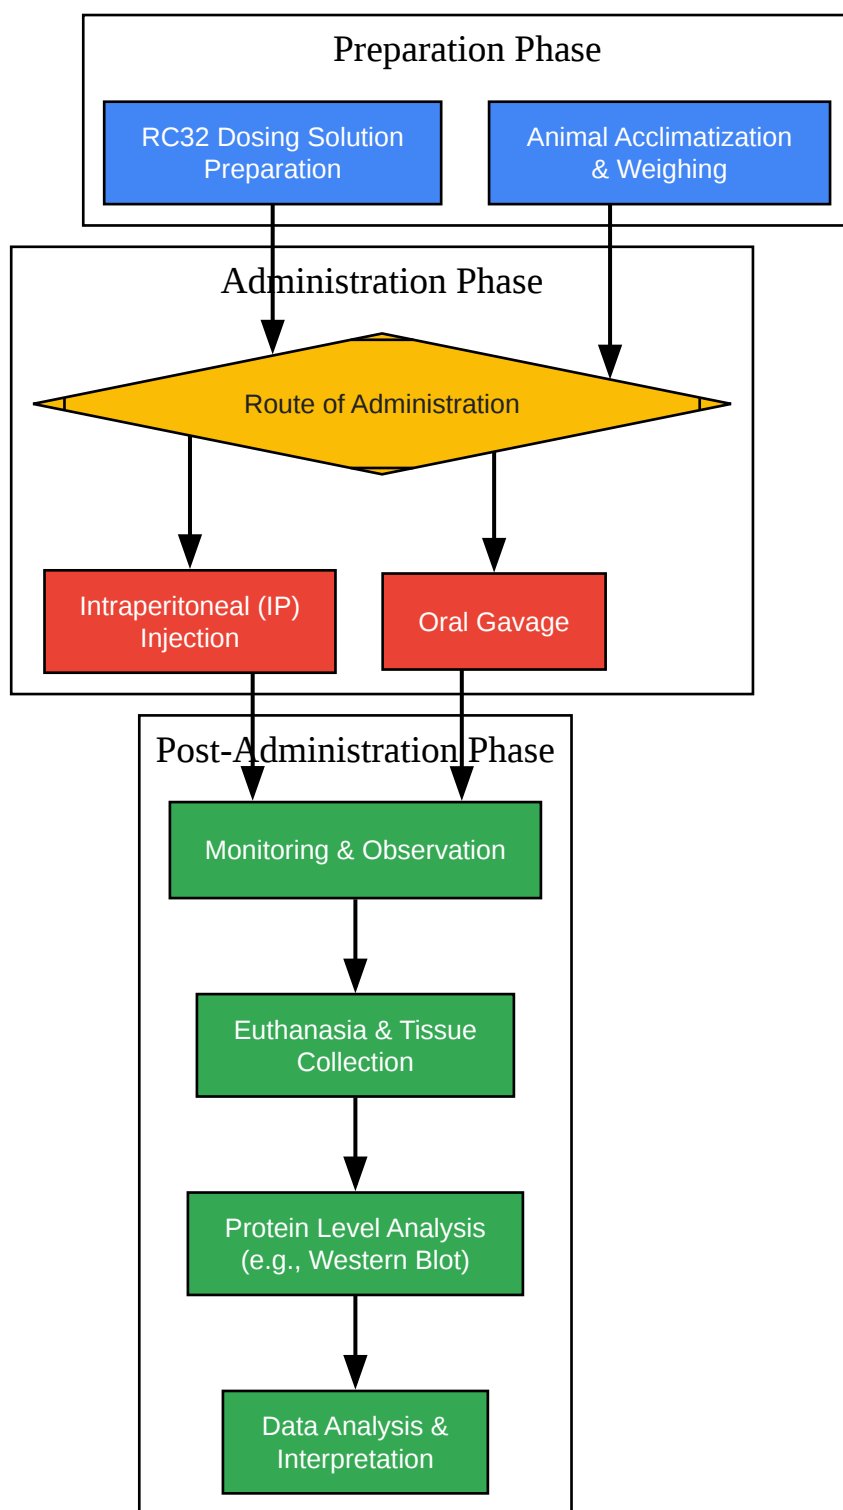 Preparation Phase
RC32 Dosing Solution
Preparation
Animal Acclimatization
& Weighing
Administration Phase
Route of Administration
Intraperitoneal (IP)
Injection
Oral Gavage
Post-Administration Phase
Monitoring & Observation
Euthanasia & Tissue
Collection
Protein Level Analysis
(e.g., Western Blot)
Data Analysis &
Interpretation